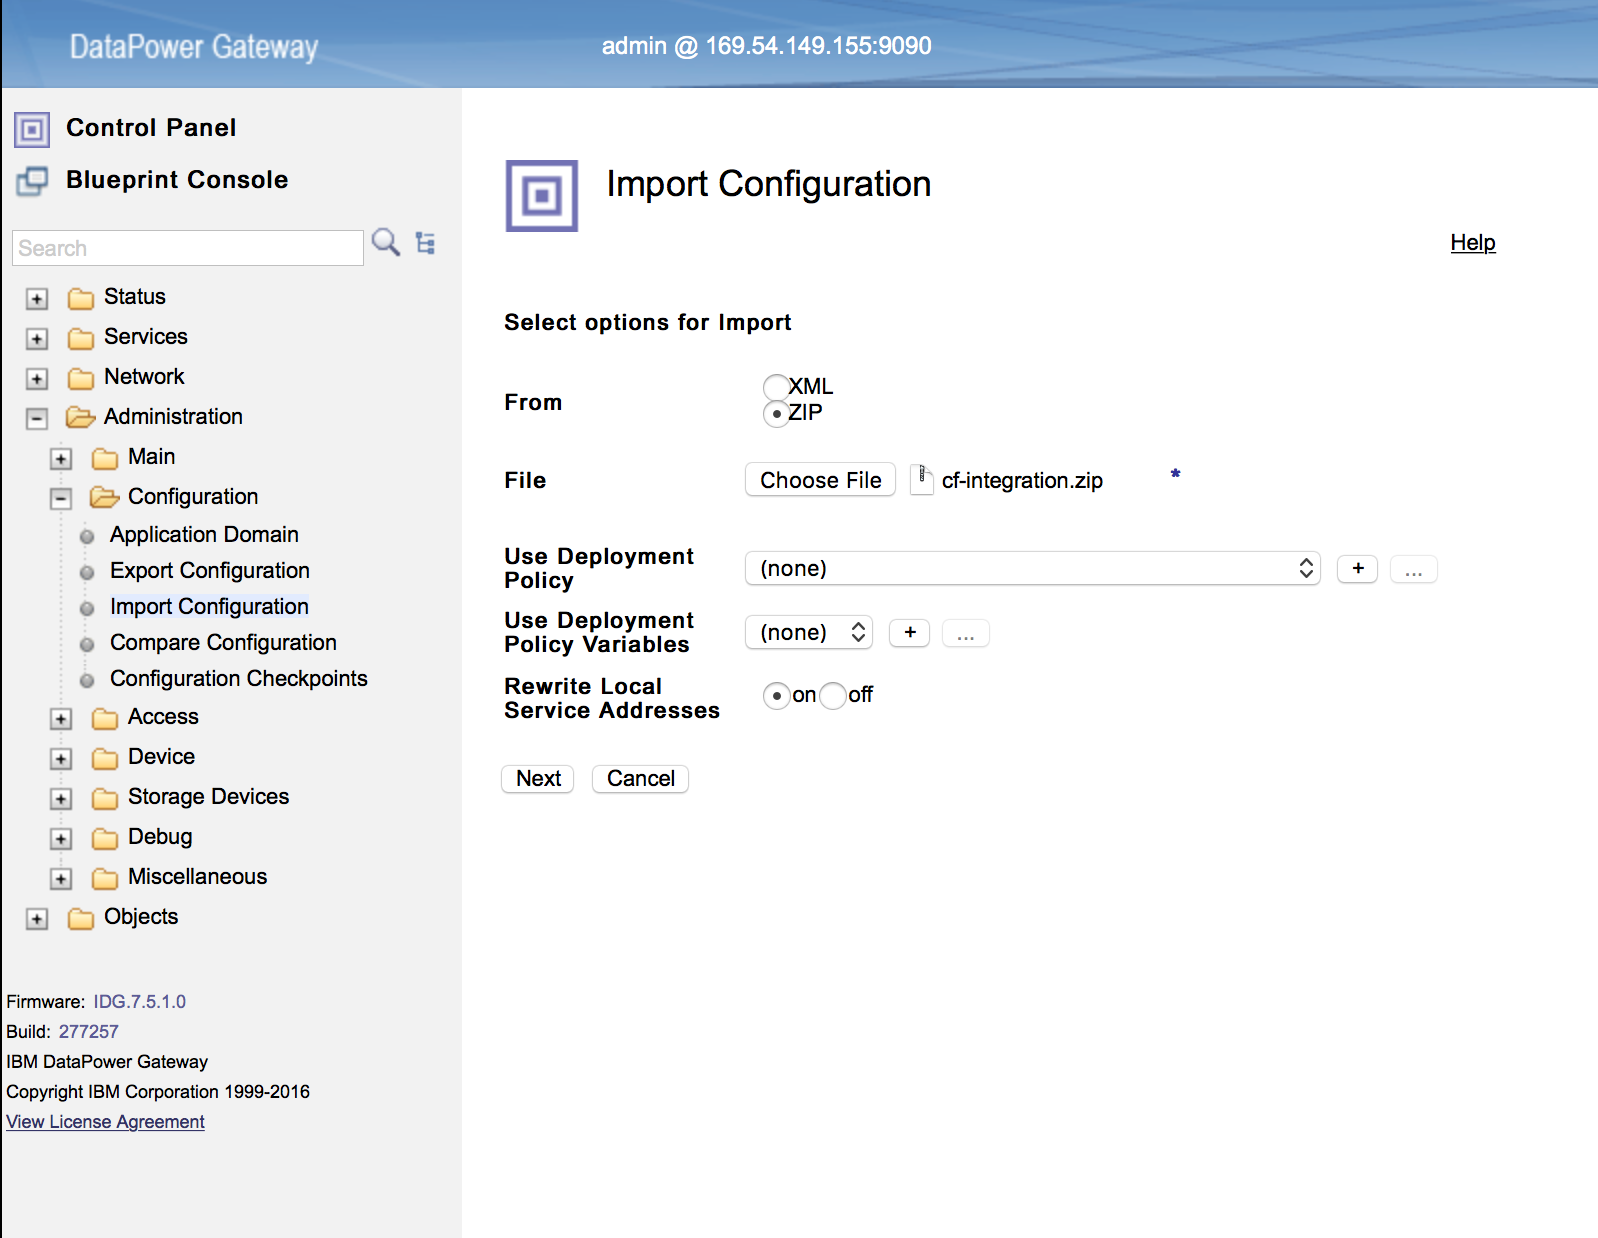 DataPower Gateway
admin @ 169.54.149.155:9090
Control Panel
Blueprint Console
Search
Status
Services
Network
Administration
Main
Configuration
Application Domain
Export Configuration
Import Configuration
Compare Configuration
Configuration Checkpoints
Access
Device
Storage Devices
Debug
Miscellaneous
Objects
Firmware: IDG.7.5.1.0
Build: 277257
IBM DataPower Gateway
Copyright IBM Corporation 1999-2016
View License Agreement
Import Configuration
Help
Select options for Import
From
XML
ZIP
File
Choose File cf-integration.zip *
Use Deployment
Policy
(none) + ...
Use Deployment
Policy Variables
(none) + ...
Rewrite Local
Service Addresses
on off
Next Cancel